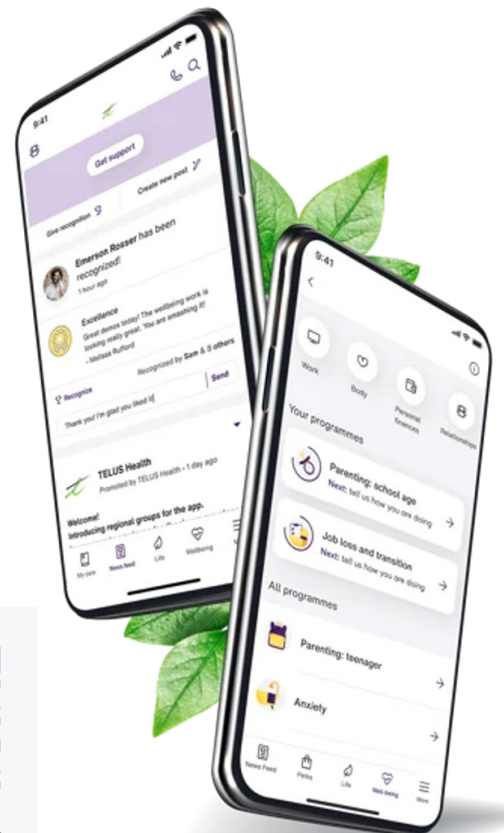 9:41
Get support
Give recognition
Create new post
Emerson Rosser has been
recognized!
1 hour ago
Excellence
Great demos today! The wellbeing work is
looking really great. You are smashing it!
- Melissa Rufford
Recognized by Sam & 8 others
Recognize
Thank you! I'm glad you liked it
Send
TELUS Health
Promoted by TELUS Health • 1 day ago
Welcome!
Introducing regional groups for the app.
My care
News feed
Life
Wellbeing
9:41
Work
Body
Personal
finances
Relationships
Your programmes
Parenting: school age
Next: tell us how you are doing
Job loss and transition
Next: tell us how you are doing
All programmes
Parenting: teenager
Anxiety
News Feed
Perks
Life
Well-being
More